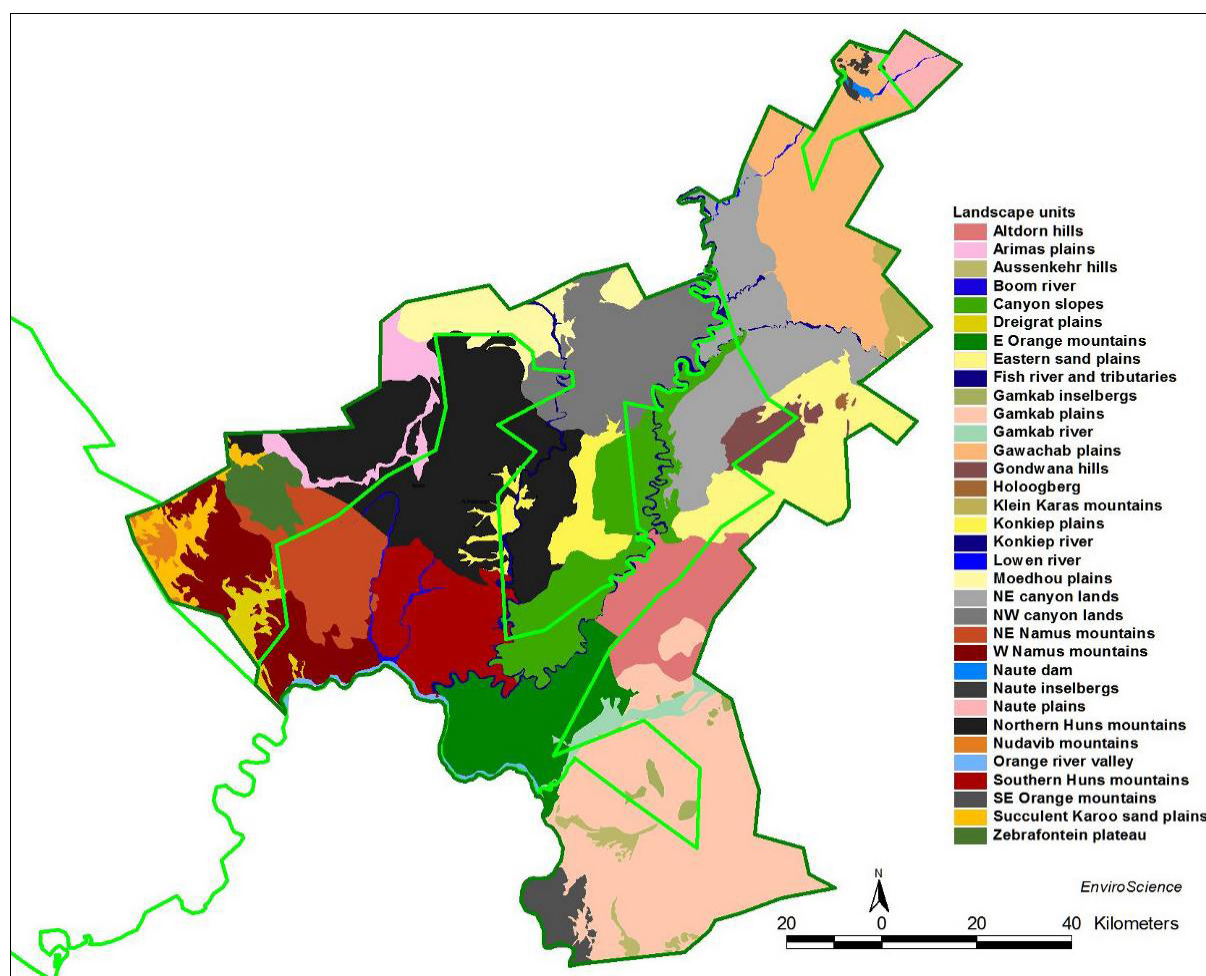 Landscape units
Altdorn hills
Arimas plains
Aussenkehr hills
Boom river
Canyon slopes
Dreigrat plains
E Orange mountains
Eastern sand plains
Fish river and tributaries
Gamkab inselbergs
Gamkab plains
Gamkab river
Gawachab plains
Gondwana hills
Holoogberg
Klein Karas mountains
Konkiep plains
Konkiep river
Lowen river
Moedhou plains
NE canyon lands
NW canyon lands
NE Namus mountains
W Namus mountains
Naute dam
Naute inselbergs
Naute plains
Northern Huns mountains
Nudavib mountains
Orange river valley
Southern Huns mountains
SE Orange mountains
Succulent Karoo sand plains
Zebrafontein plateau
N
EnviroScience
20 0 20 40 Kilometers